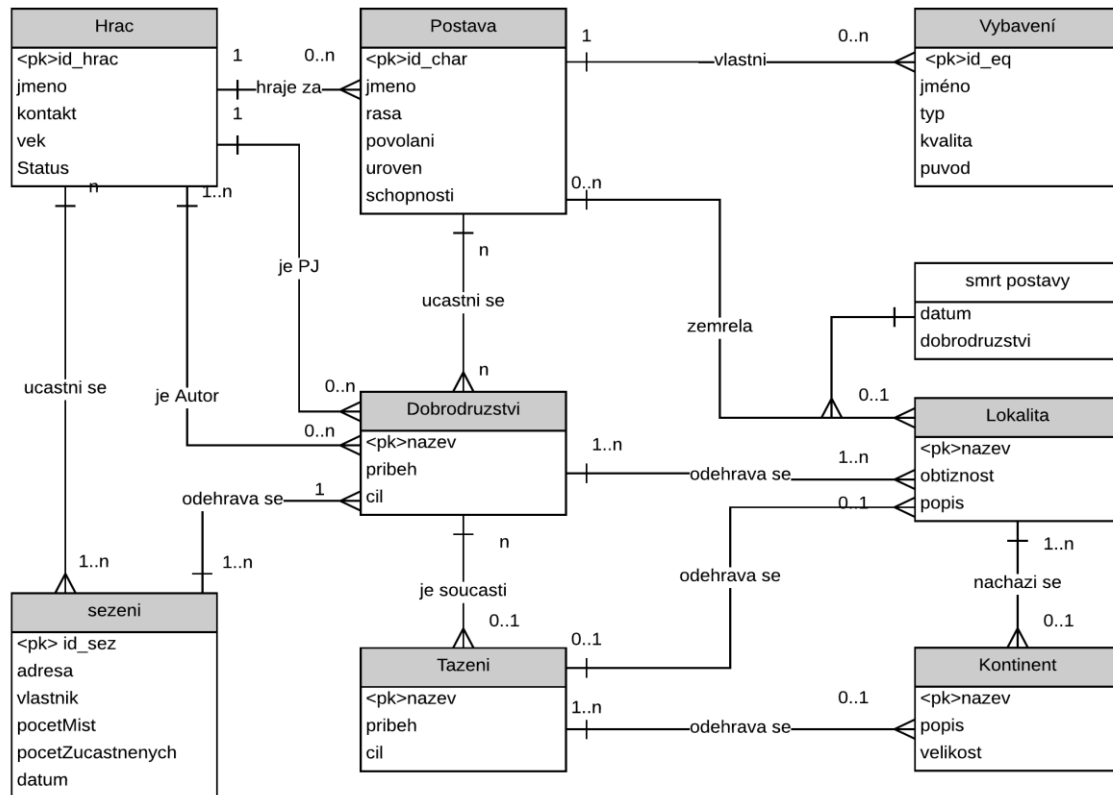 Hrac
<pk>id_hrac
jmeno
kontakt
vek
Status
1
0..n
hraje za
1
Postava
<pk>id_char
jmeno
rasa
povolani
uroven
schopnosti
1
0..n
vlastni
Vybavení
<pk>id_eq
jméno
typ
kvalita
puvod
n
1..n
je PJ
n
ucastni se
0..n
zemrela
smrt postavy
datum
dobrodruzstvi
ucastni se
je Autor
0..n
n
0..n
0..1
Dobrodruzstvi
<pk>nazev
pribeh
cil
1..n
1..n
odehrava se
Lokalita
<pk>nazev
obtiznost
popis
odehrava se
1
1..n
1..n
0..1
n
je soucasti
0..1
odehrava se
1..n
nachazi se
0..1
sezeni
<pk> id_sez
adresa
vlastnik
pocetMist
pocetZucastnenych
datum
Tazeni
<pk>nazev
pribeh
cil
0..1
1..n
0..1
odehrava se
Kontinent
<pk>nazev
popis
velikost